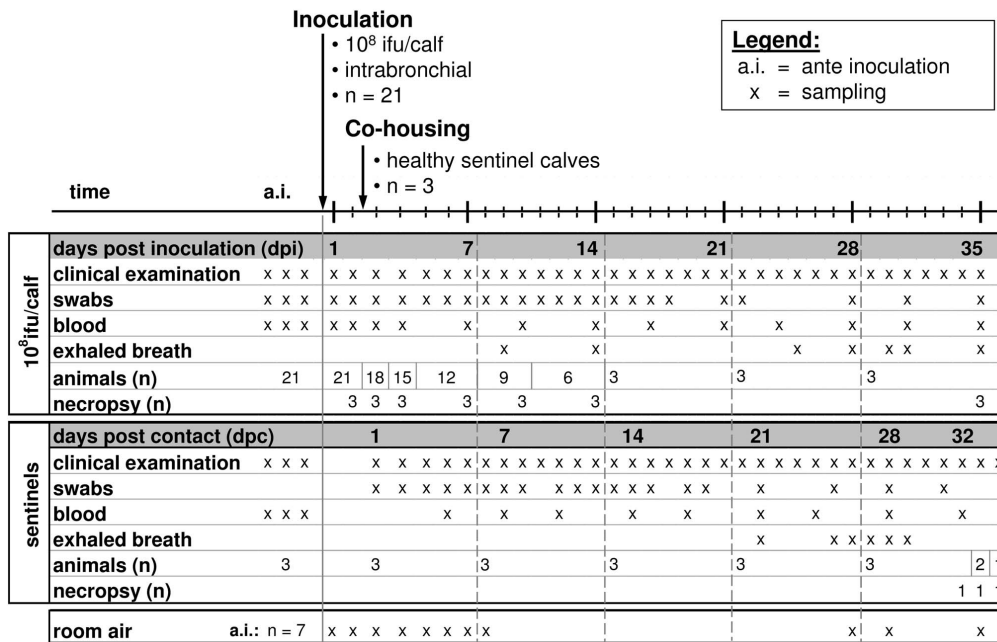 Inoculation
• 10⁸ ifu/calf
• intrabronchial
• n = 21
Legend:
a.i. = ante inoculation
x = sampling
Co-housing
• healthy sentinel calves
• n = 3
time a.i.
10⁸ifu/calf
days post inoculation (dpi) 1 7 14 21 28 35
clinical examination x x x x x x x x x x x x x x x x x x x x x x x x x x x x x x x x x x x x x x
swabs x x x x x x x x x x x x x x x x x x x x x x x x x x
blood x x x x x x x x x x x x x x x x
exhaled breath x x x x x x x
animals (n) 21 21 18 15 12 9 6 3 3 3
necropsy (n) 3 3 3 3 3 3 3
sentinels
days post contact (dpc) 1 7 14 21 28 32
clinical examination x x x x x x x x x x x x x x x x x x x x x x x x x x x x x x x x x x x x
swabs x x x x x x x x x x x x x x x x x x x x
blood x x x x x x x x x x x x
exhaled breath x x x x x x
animals (n) 3 3 3 3 3 3 2
necropsy (n) 1 1
room air a.i.: n = 7 x x x x x x x x x x x